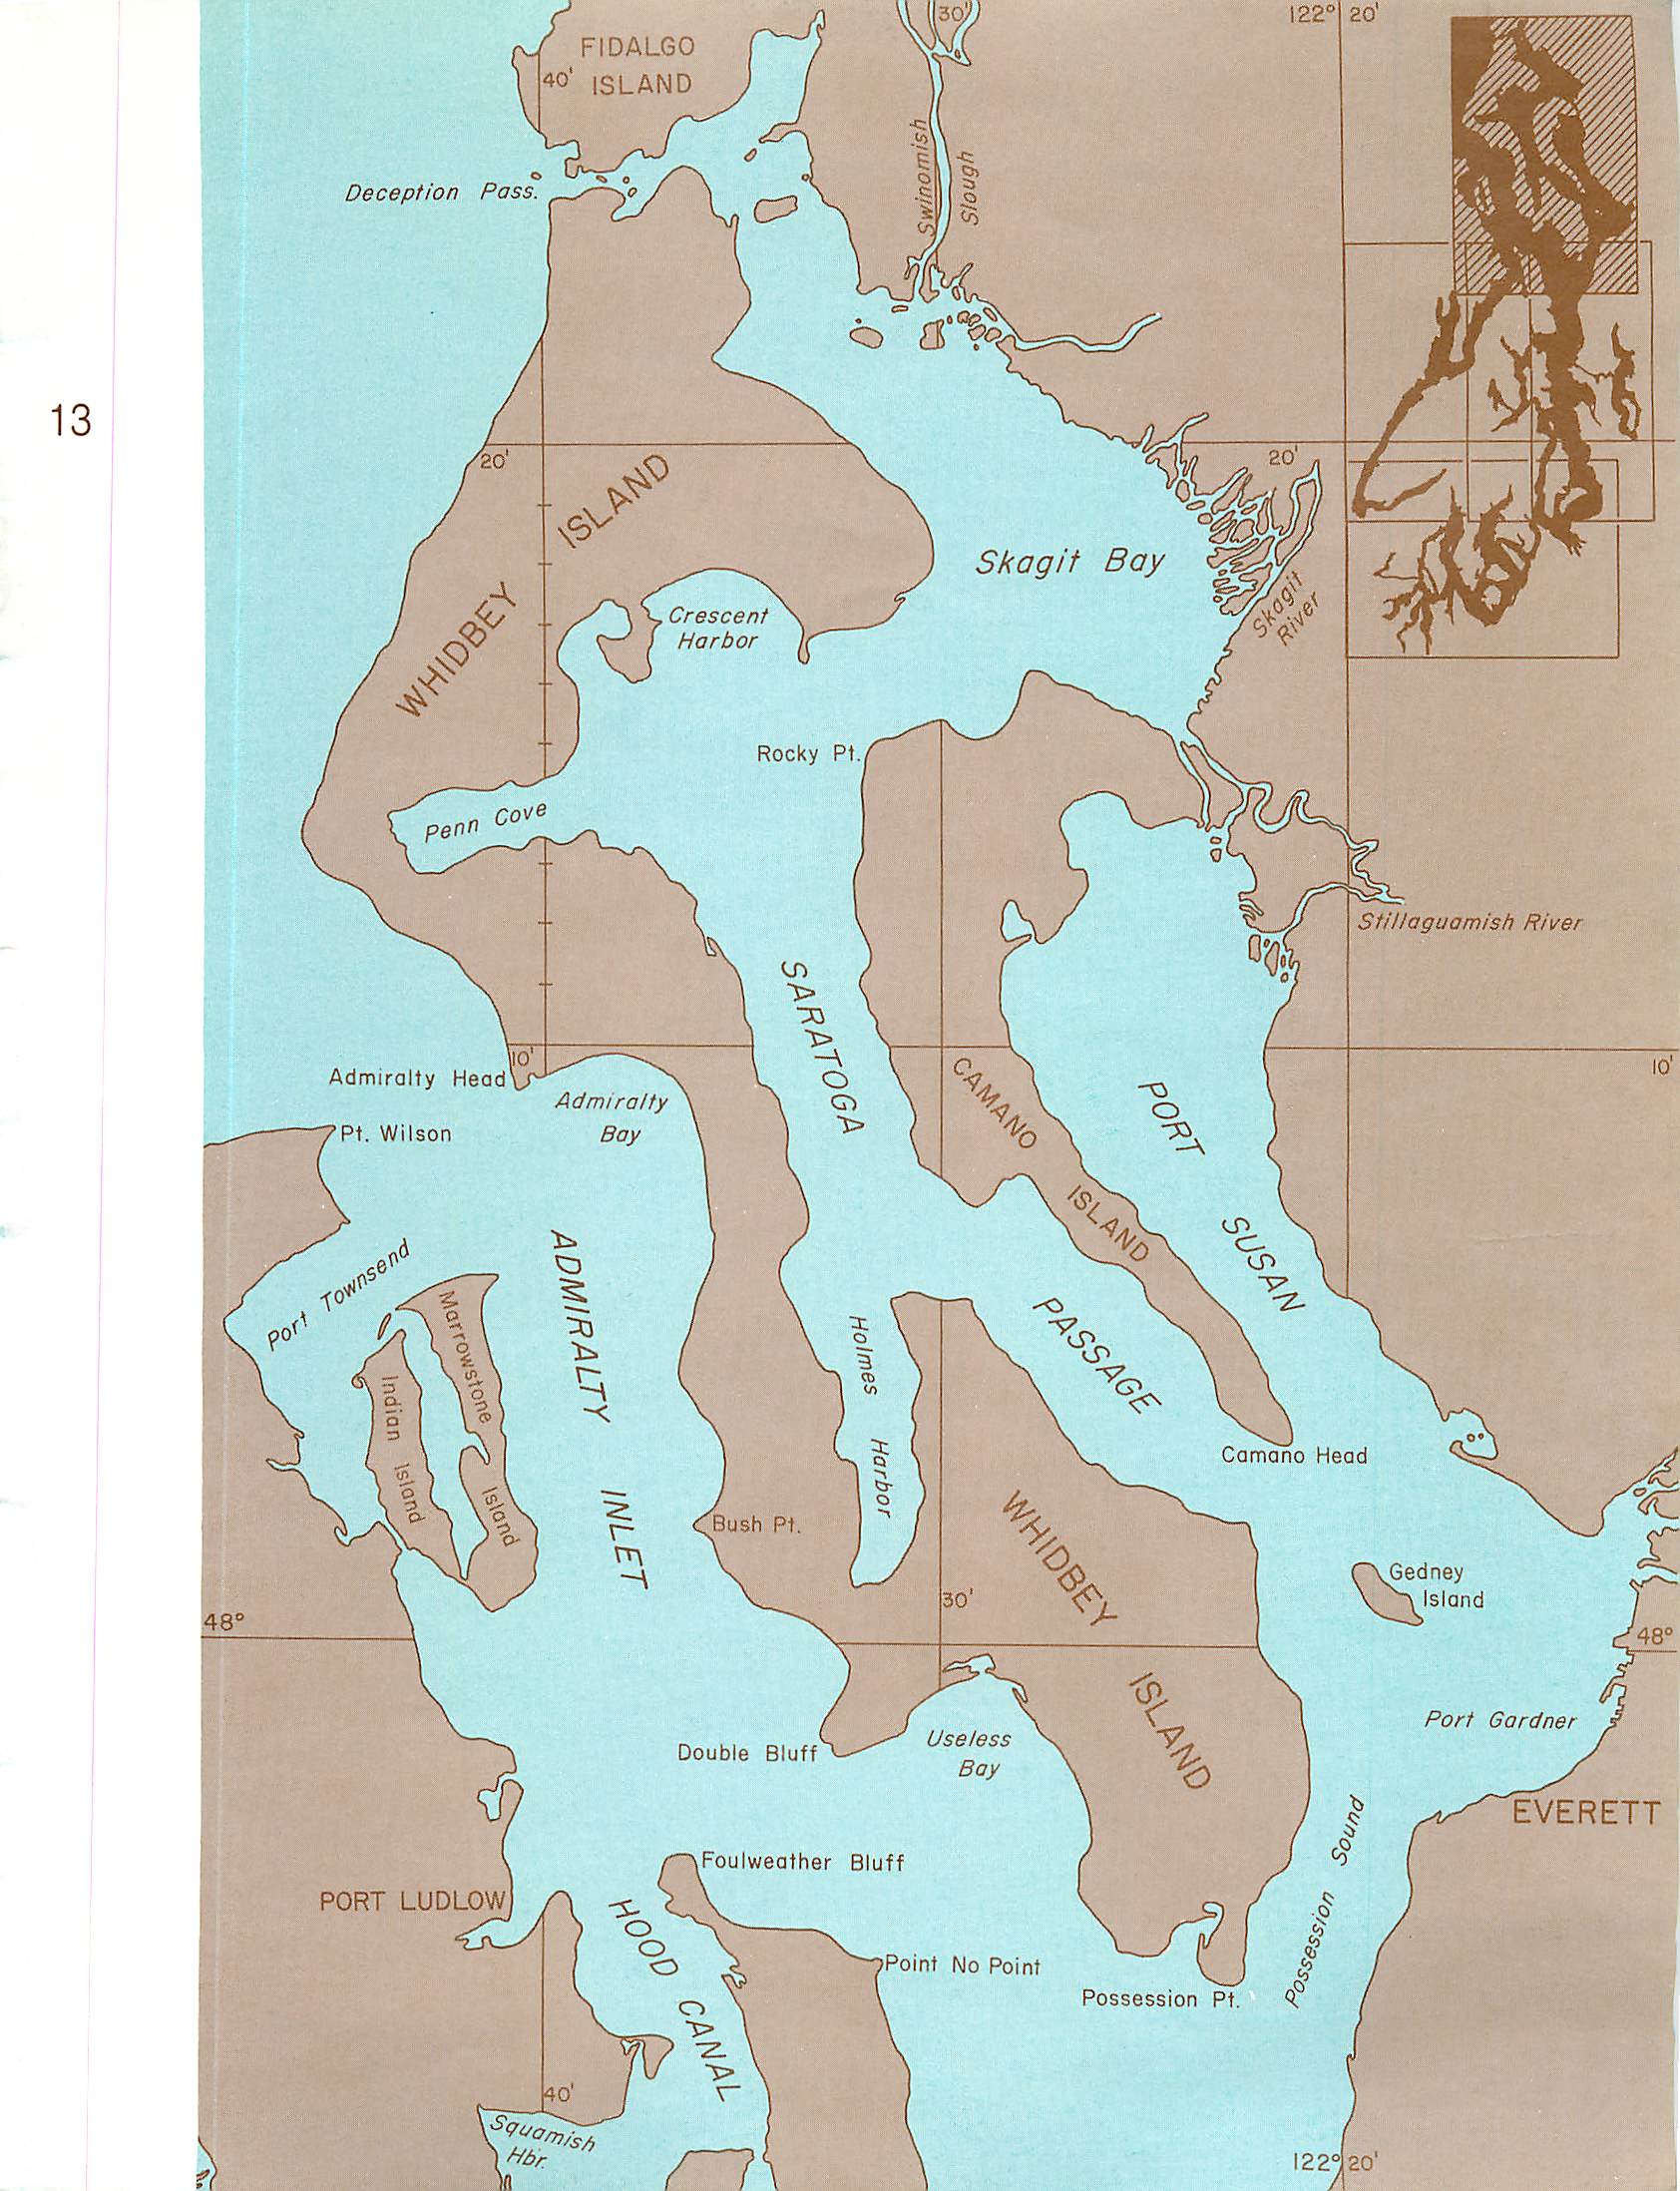 30'
122° 20'
FIDALGO
ISLAND
40'
Swinomish
Slough
Deception Pass.
13
20'
20'
WHIDBEY
ISLAND
Skagit Bay
Skagit
River
Crescent
Harbor
Rocky Pt.
Penn Cove
Stillaguamish River
SARATOGA
PASSAGE
10'
10'
Admiralty Head
Admiralty
Bay
CAMANO
ISLAND
PORT
SUSAN
Pt. Wilson
Port Townsend
ADMIRALTY
INLET
Marrowstone
Island
Indian
Island
Holmes
Harbor
Camano Head
Bush Pt.
WHIDBEY
ISLAND
Gedney
Island
30'
48°
48°
Port Gardner
Useless
Bay
Double Bluff
EVERETT
Possession Sound
Foulweather Bluff
PORT LUDLOW
HOOD CANAL
Point No Point
Possession Pt.
40'
Squamish
Hbr.
122° 20'